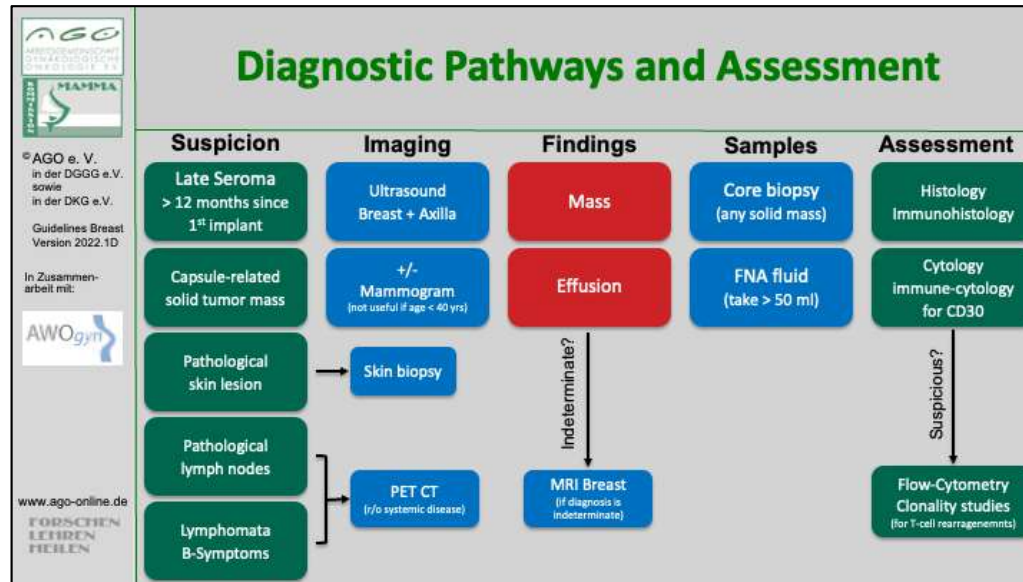 AGO
ARBEITSGEMEINSCHAFT
GYNÄKOLOGISCHE
ONKOLOGIE E.V.
MAMMA
© AGO e. V.
in der DGGG e.V.
sowie
in der DKG e.V.
Guidelines Breast
Version 2022.1D
In Zusammen-
arbeit mit:
AWOgyn
www.ago-online.de
FORSCHEN
LEHREN
HEILEN
Diagnostic Pathways and Assessment
Suspicion
Late Seroma
> 12 months since
1st implant
Capsule-related
solid tumor mass
Pathological
skin lesion
Pathological
lymph nodes
Lymphomata
B-Symptoms
Imaging
Ultrasound
Breast + Axilla
+/-
Mammogram
(not useful if age < 40 yrs)
Skin biopsy
PET CT
(r/o systemic disease)
Findings
Mass
Effusion
Indeterminate?
MRI Breast
(if diagnosis is
indeterminate)
Samples
Core biopsy
(any solid mass)
FNA fluid
(take > 50 ml)
Assessment
Histology
Immunohistology
Cytology
immune-cytology
for CD30
Suspicious?
Flow-Cytometry
Clonality studies
(for T-cell rearragenemnts)